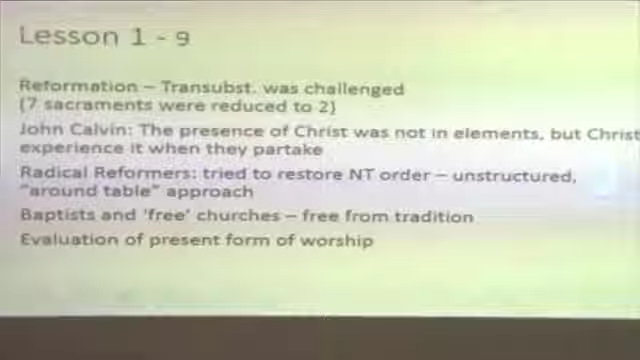 Lesson 1 - 9
Reformation – Transubst. was challenged
(7 sacraments were reduced to 2)
John Calvin: The presence of Christ was not in elements, but Christ
experience it when they partake
Radical Reformers: tried to restore NT order – unstructured,
"around table" approach
Baptists and 'free' churches – free from tradition
Evaluation of present form of worship